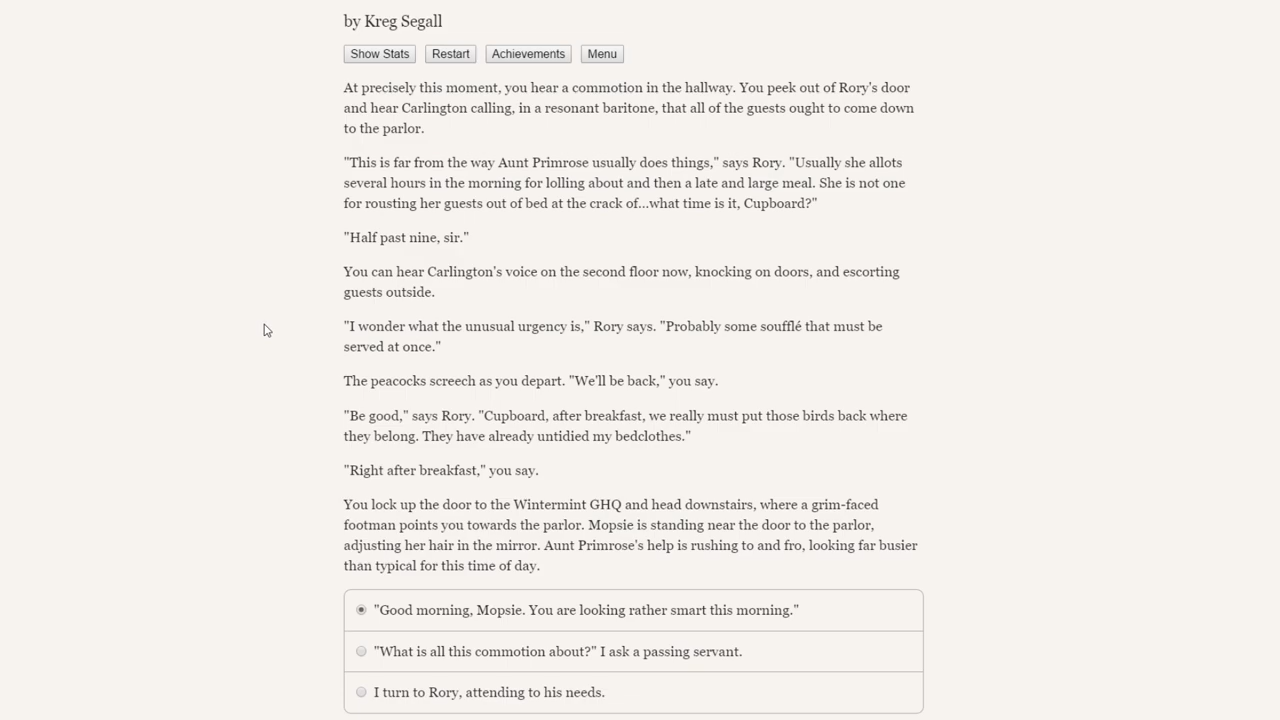 by Kreg Segall
Show Stats
Restart
Achievements
Menu
At precisely this moment, you hear a commotion in the hallway. You peek out of Rory's door
and hear Carlington calling, in a resonant baritone, that all of the guests ought to come down
to the parlor.
"This is far from the way Aunt Primrose usually does things," says Rory. "Usually she allots
several hours in the morning for lolling about and then a late and large meal. She is not one
for rousting her guests out of bed at the crack of…what time is it, Cupboard?"
"Half past nine, sir."
You can hear Carlington's voice on the second floor now, knocking on doors, and escorting
guests outside.
"I wonder what the unusual urgency is," Rory says. "Probably some soufflé that must be
served at once."
The peacocks screech as you depart. "We'll be back," you say.
"Be good," says Rory. "Cupboard, after breakfast, we really must put those birds back where
they belong. They have already untidied my bedclothes."
"Right after breakfast," you say.
You lock up the door to the Wintermint GHQ and head downstairs, where a grim-faced
footman points you towards the parlor. Mopsie is standing near the door to the parlor,
adjusting her hair in the mirror. Aunt Primrose's help is rushing to and fro, looking far busier
than typical for this time of day.
"Good morning, Mopsie. You are looking rather smart this morning."
"What is all this commotion about?" I ask a passing servant.
I turn to Rory, attending to his needs.